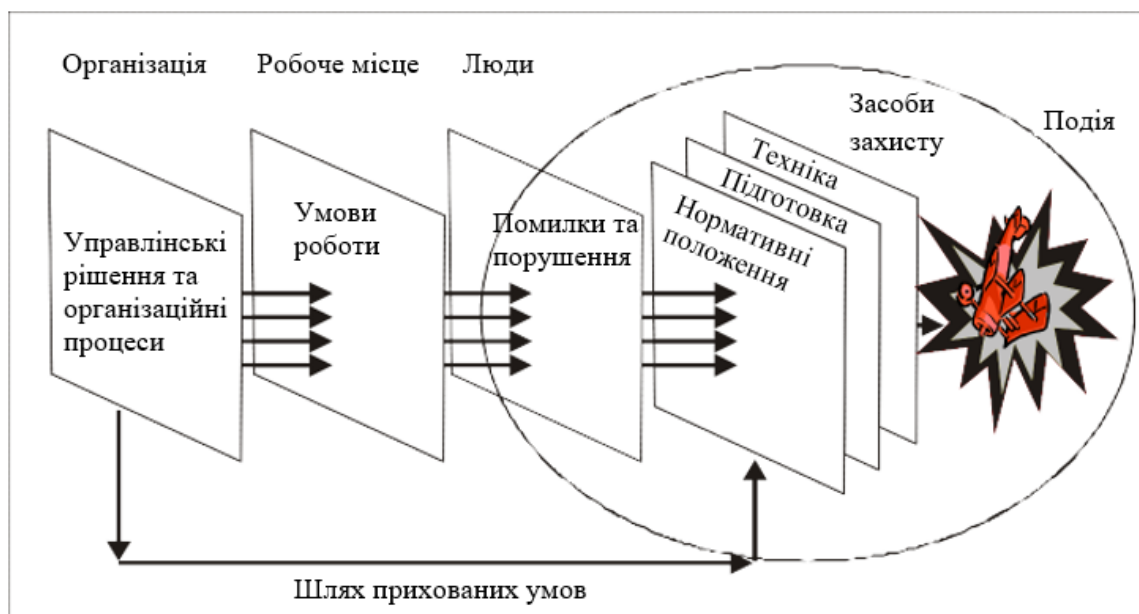 Організація
Робоче місце
Люди
Засоби
захисту
Подія
Управлінські
рішення та
організаційні
процеси
Умови
роботи
Помилки та
порушення
Техніка
Підготовка
Нормативні
положення
Шлях прихованих умов